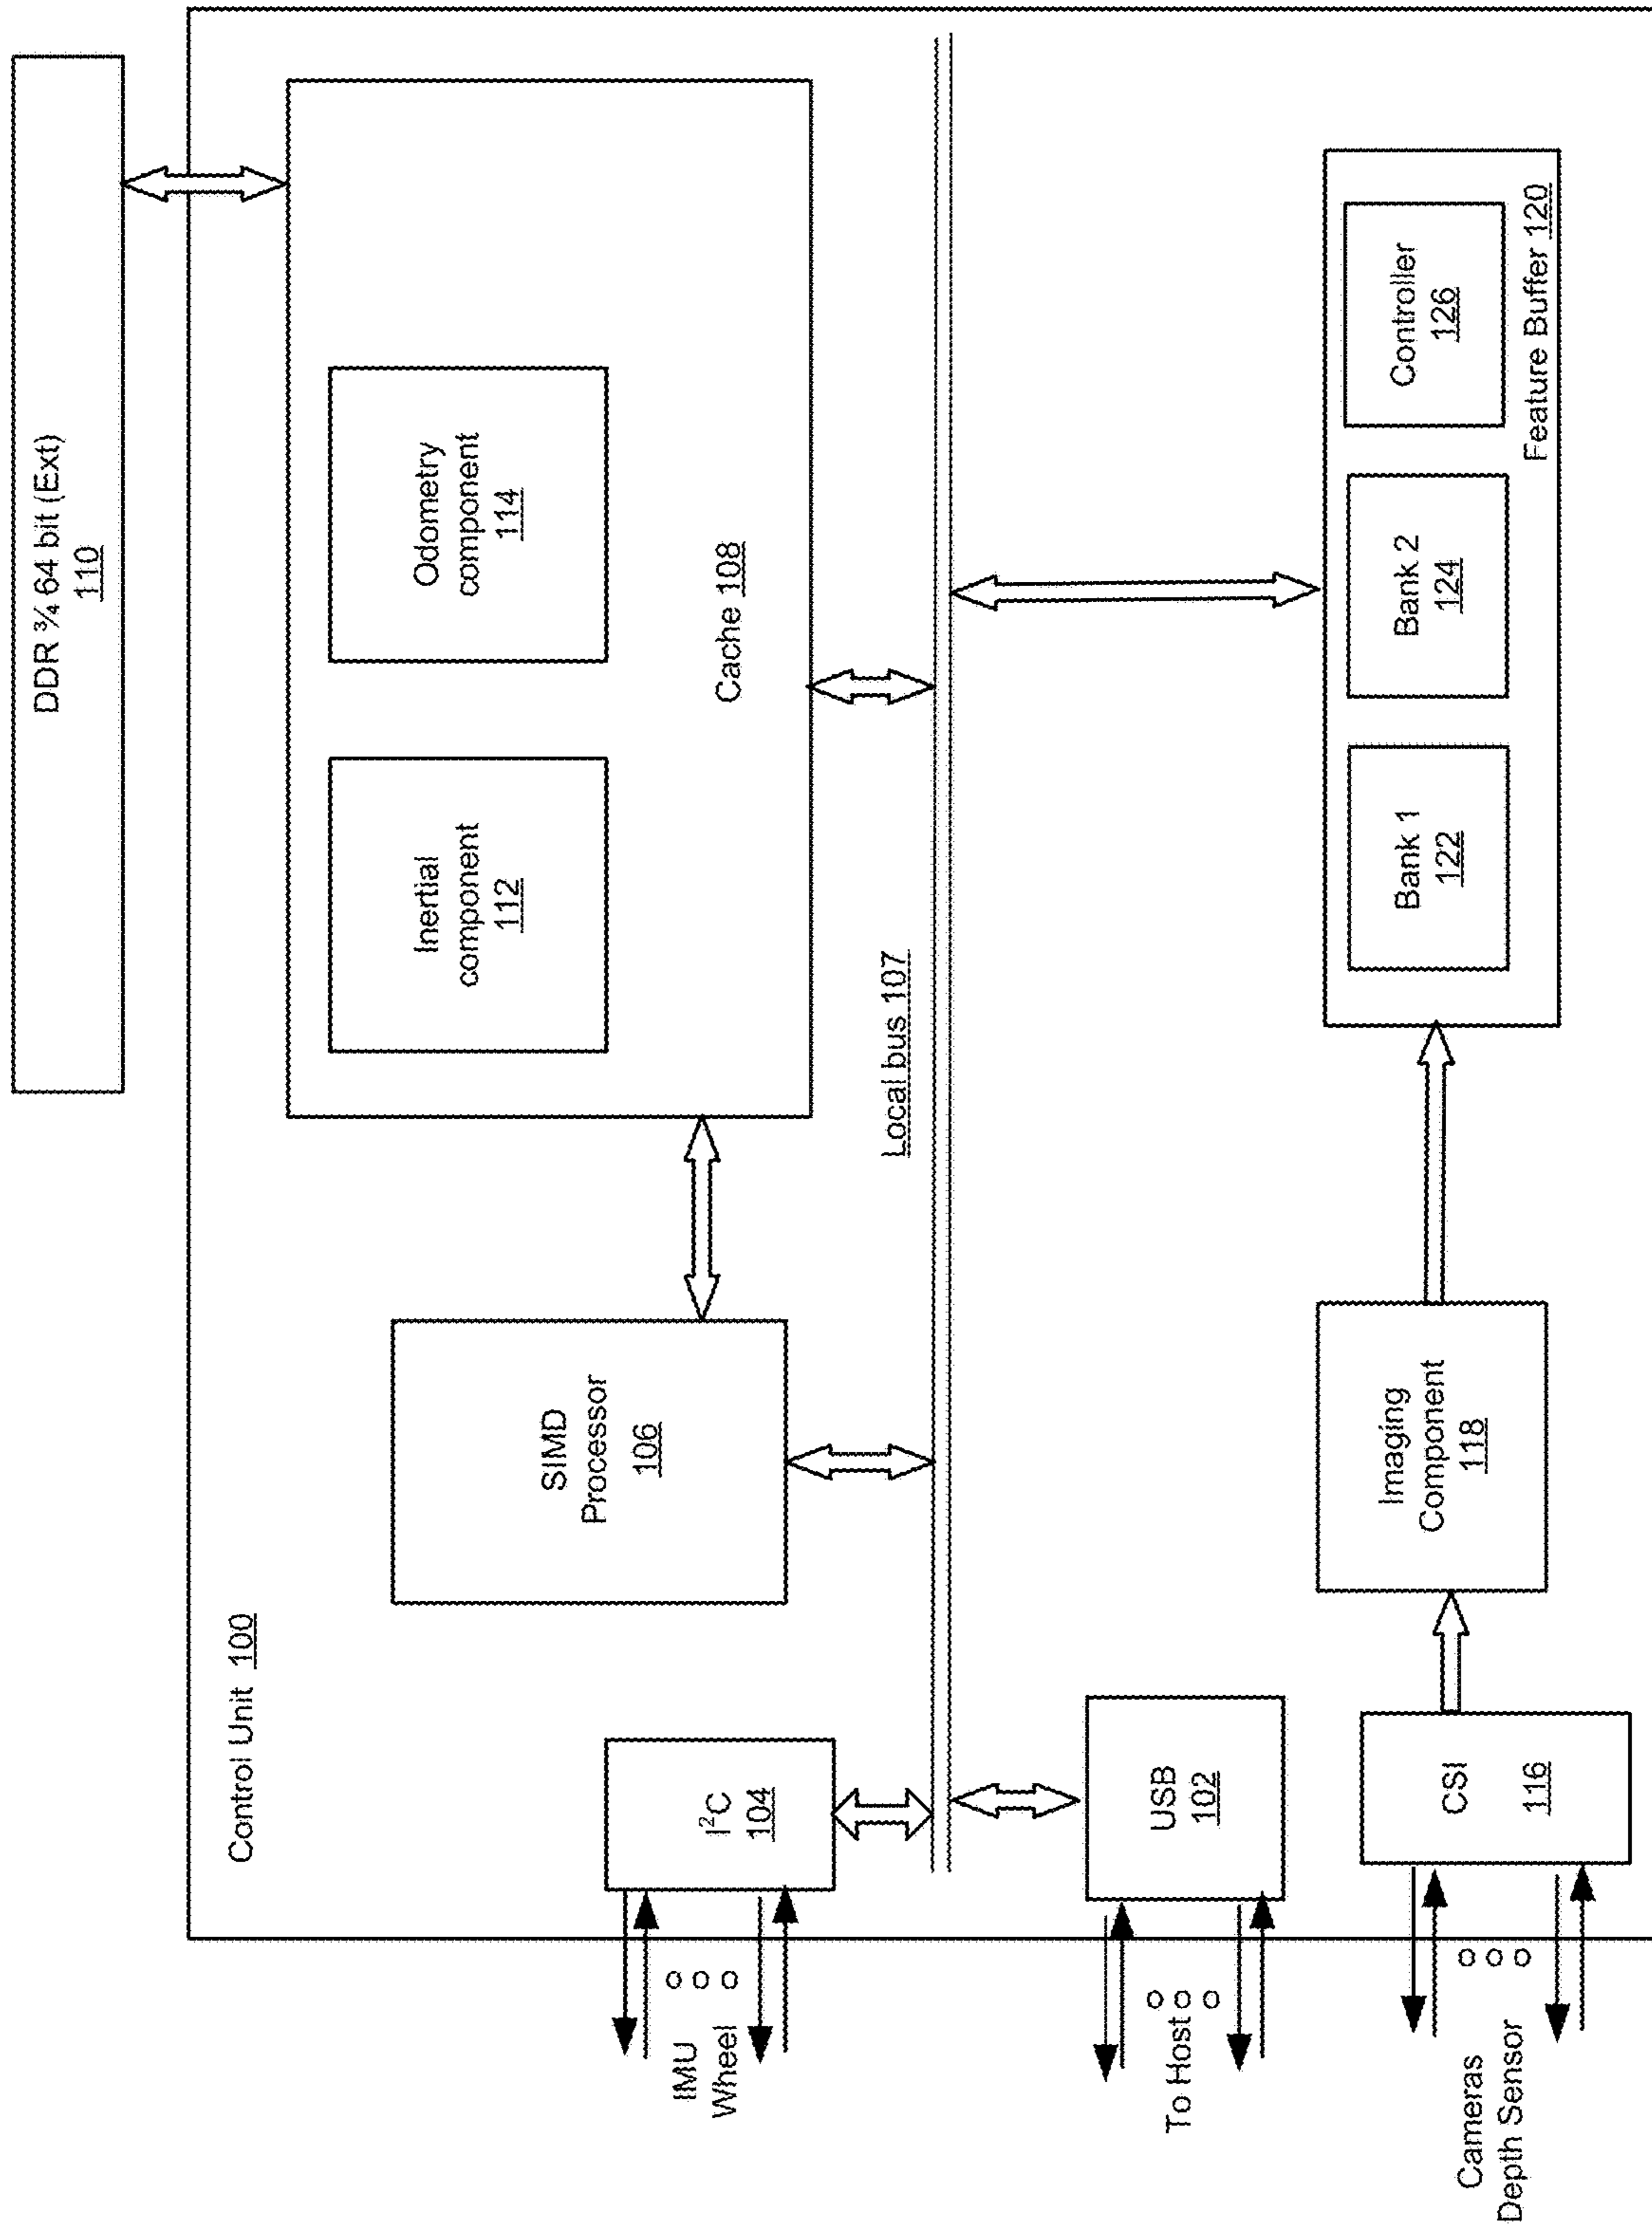 DDR ¾ 64 bit (Ext)
110
Control Unit 100
Inertial
component
112
Odometry
component
114
Cache 108
SIMD
Processor
106
I²C
104
IMU
Wheel
Local bus 107
USB
102
To Host
CSI
116
Cameras
Depth Sensor
Imaging
Component
118
Bank 1
122
Bank 2
124
Controller
126
Feature Buffer 120